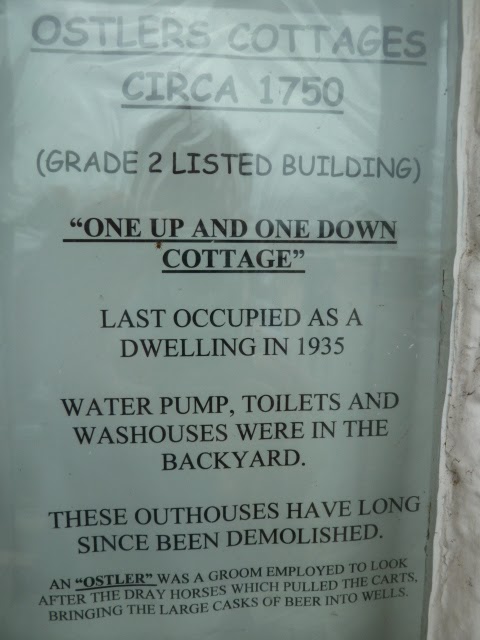 OSTLERS COTTAGES
CIRCA 1750
(GRADE 2 LISTED BUILDING)
“ONE UP AND ONE DOWN
COTTAGE”
LAST OCCUPIED AS A
DWELLING IN 1935
WATER PUMP, TOILETS AND
WASHOUSES WERE IN THE
BACKYARD.
THESE OUTHOUSES HAVE LONG
SINCE BEEN DEMOLISHED.
AN “OSTLER” WAS A GROOM EMPLOYED TO LOOK
AFTER THE DRAY HORSES WHICH PULLED THE CARTS,
BRINGING THE LARGE CASKS OF BEER INTO WELLS.